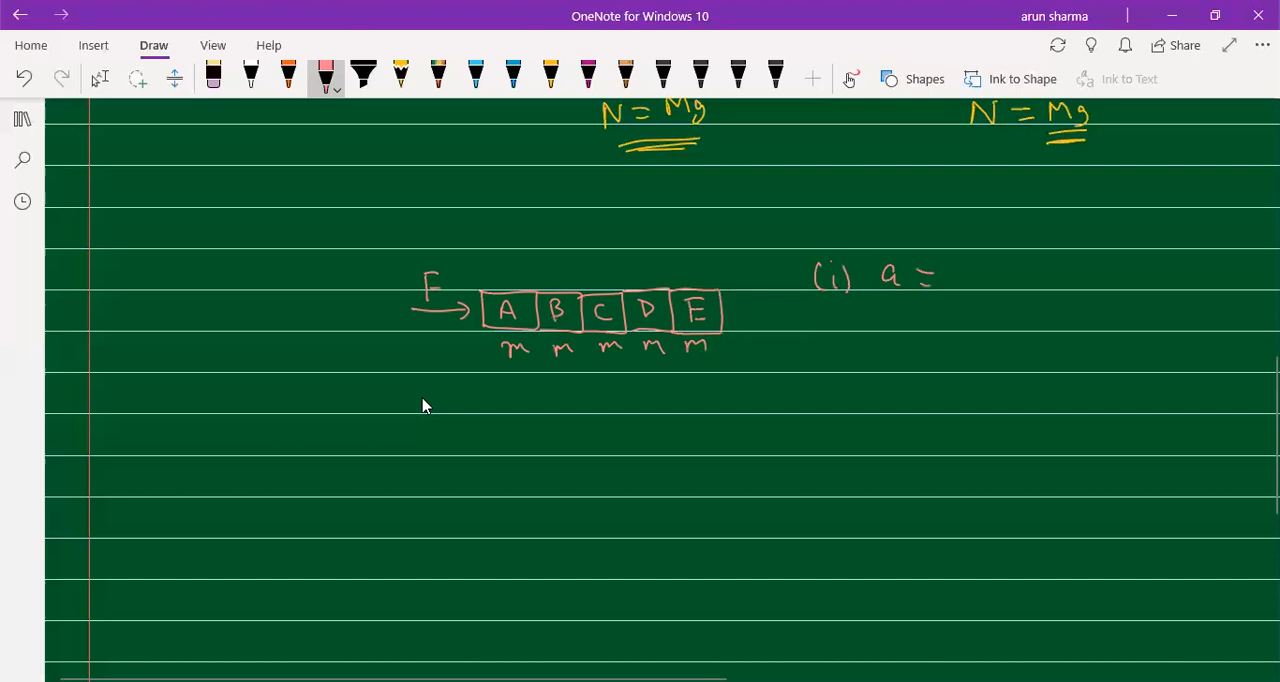 OneNote for Windows 10
arun sharma
Home Insert Draw View Help
Share
Shapes Ink to Shape Ink to Text
N = Mg N = Mg
F (i) a =
A B C D E
m m m m m